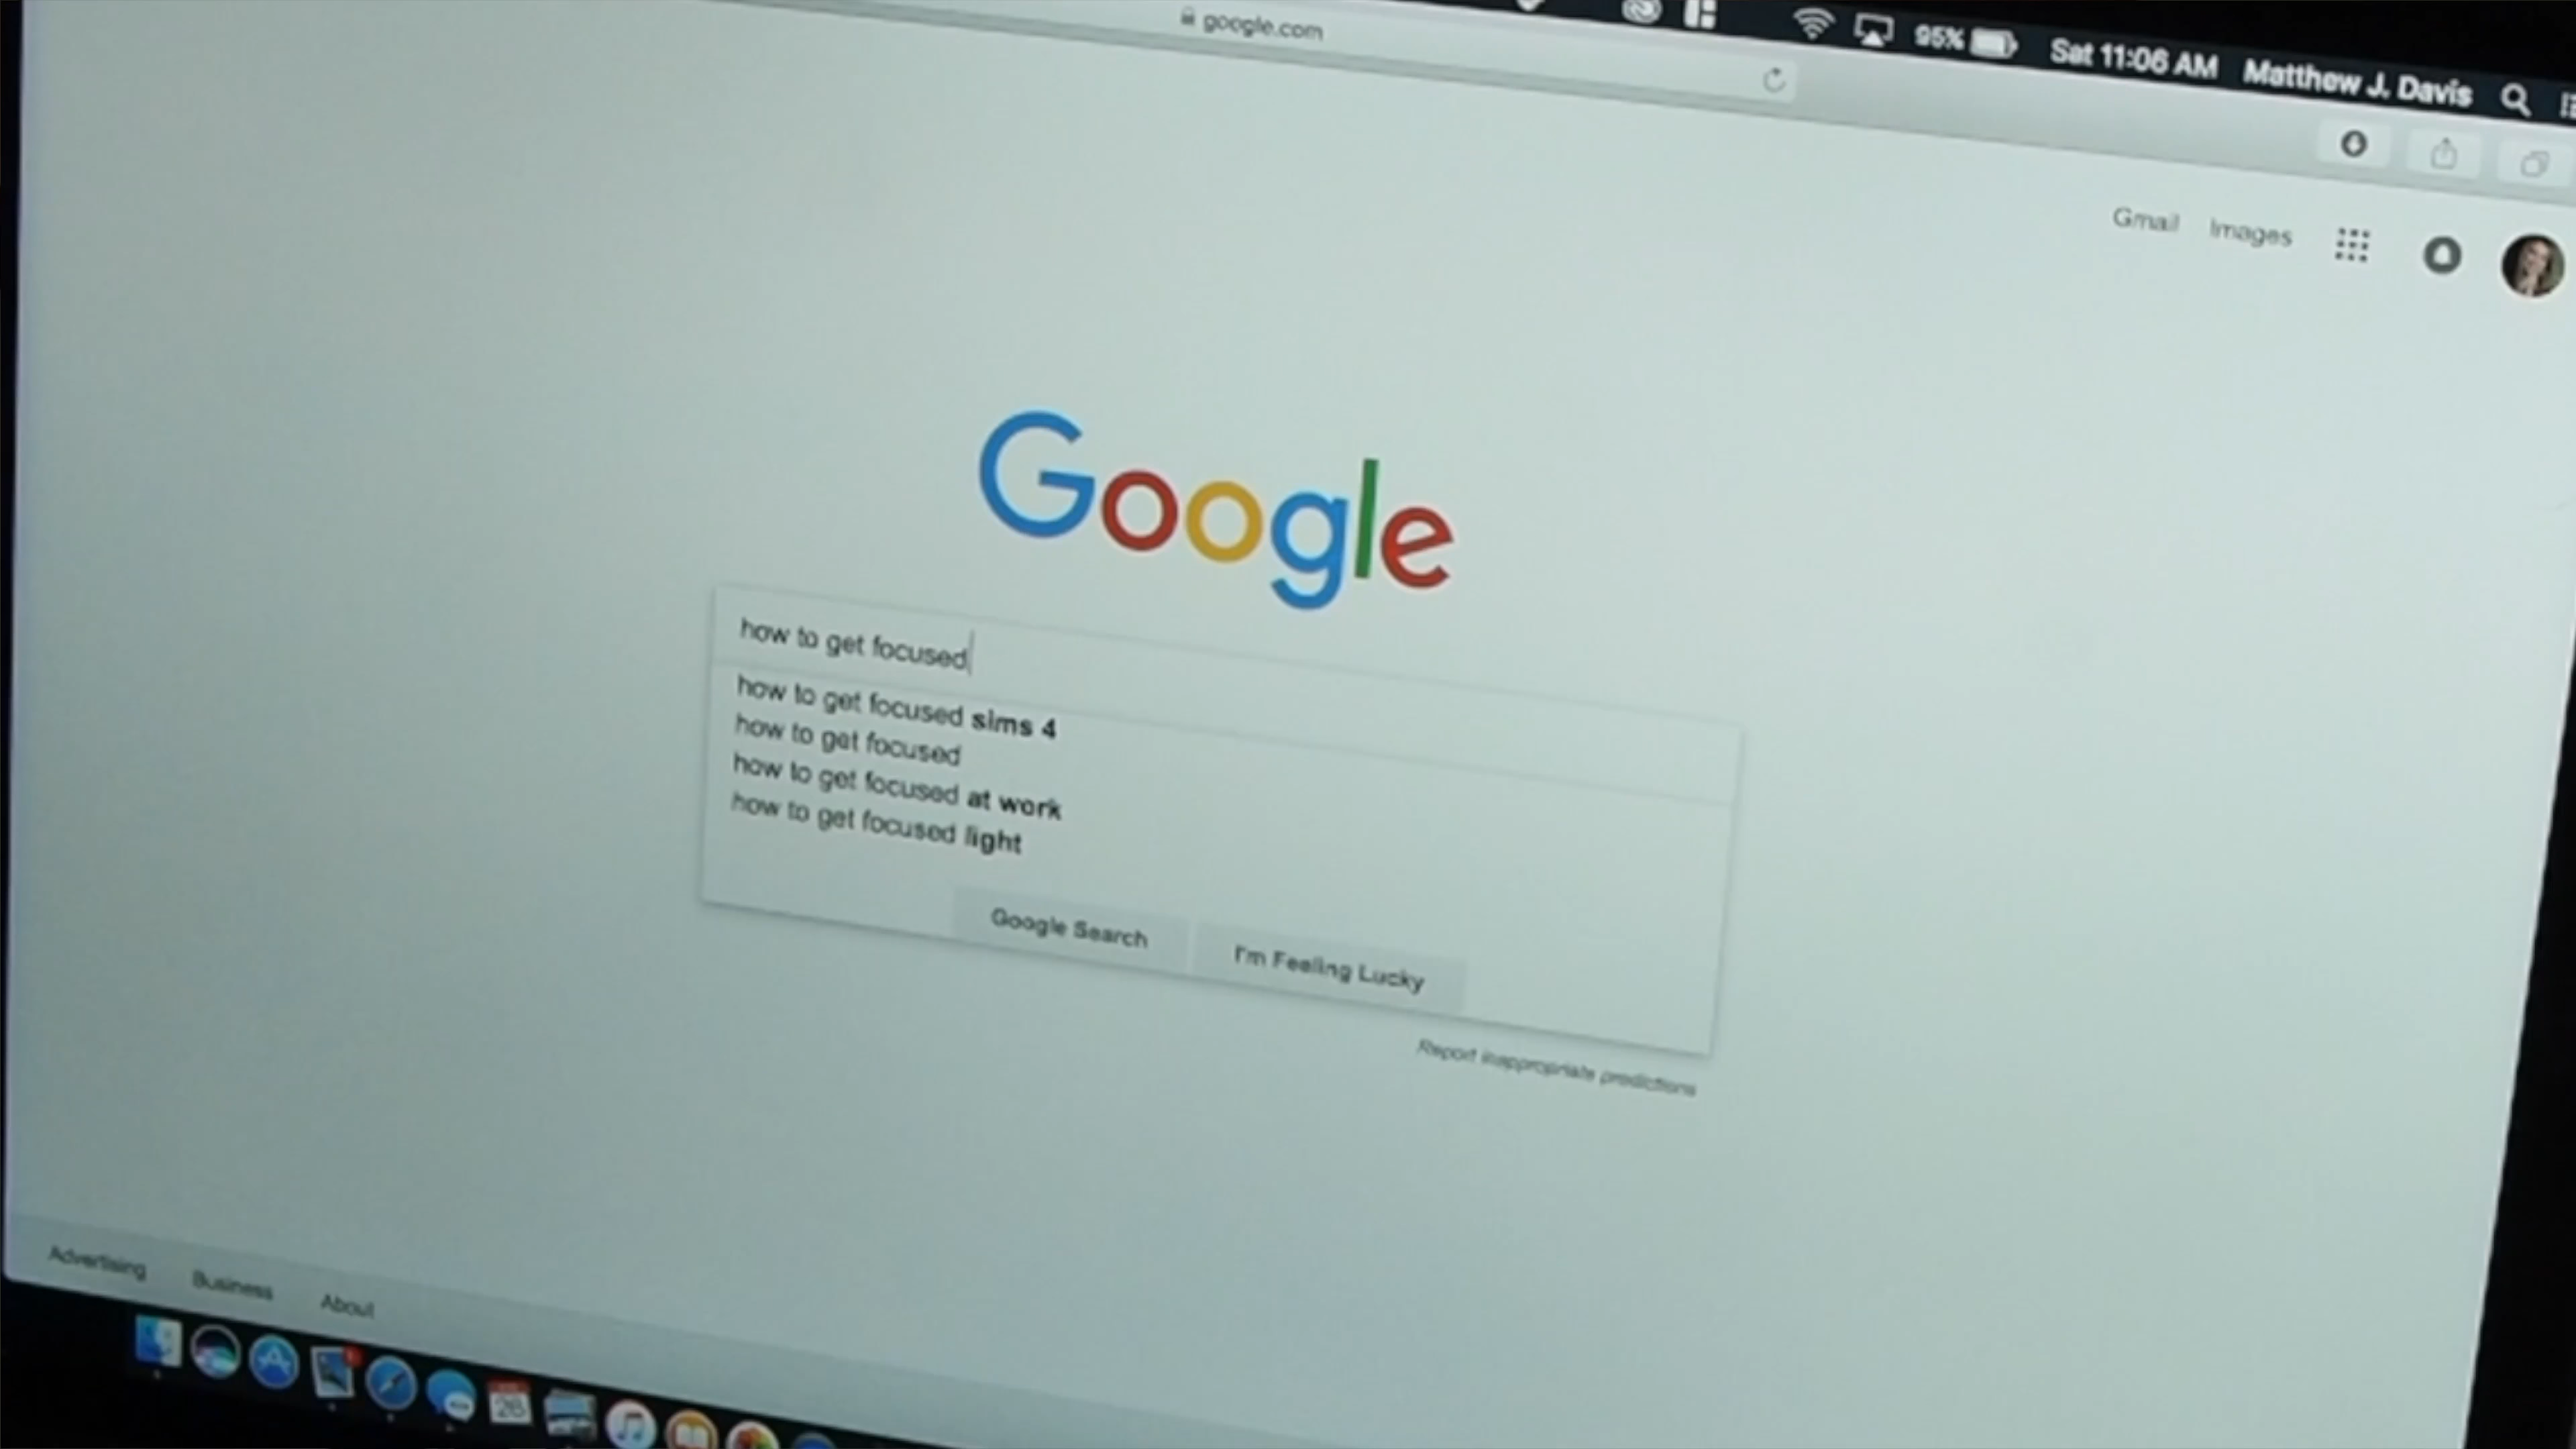 google.com
95% Sat 11:06 AM Matthew J. Davis
Gmail Images
Google
how to get focused
how to get focused sims 4
how to get focused
how to get focused at work
how to get focused light
Google Search I'm Feeling Lucky
Report inappropriate predictions
Advertising Business About
26